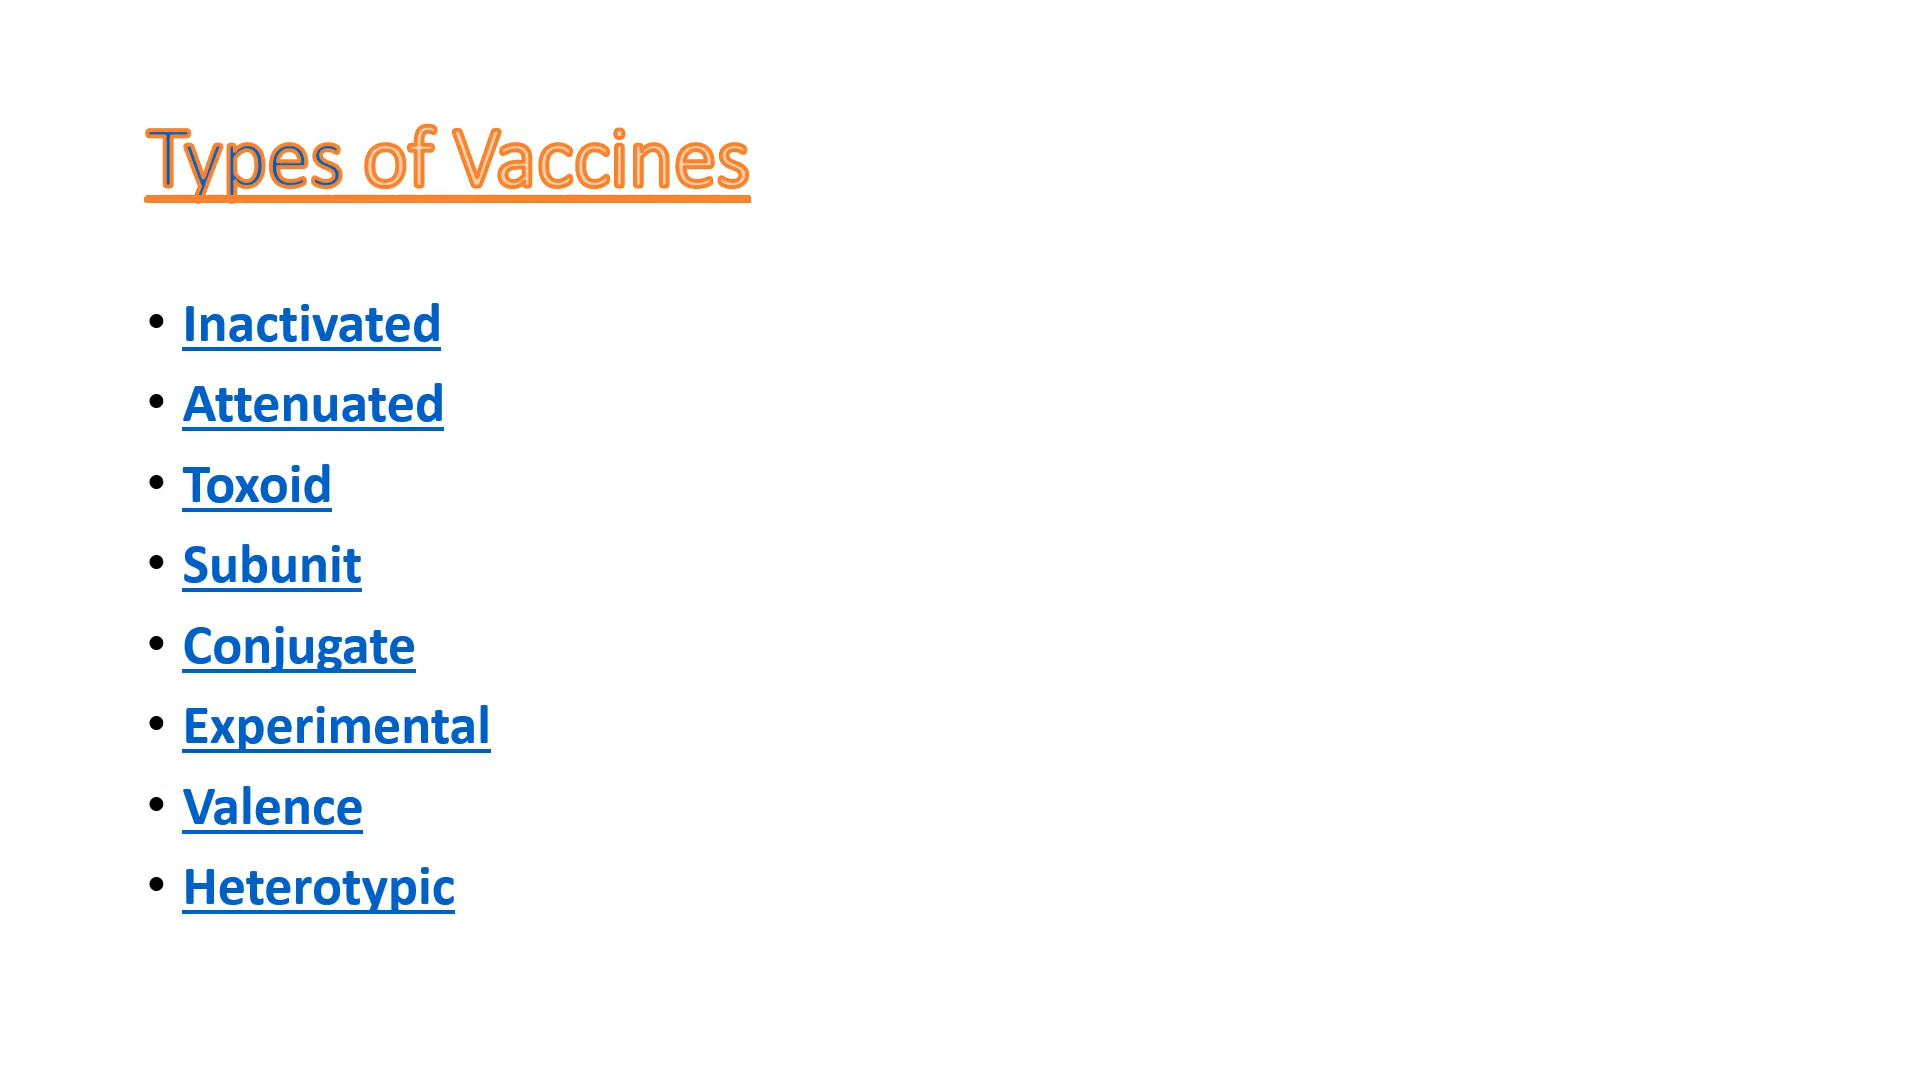 Types of Vaccines
• Inactivated
• Attenuated
• Toxoid
• Subunit
• Conjugate
• Experimental
• Valence
• Heterotypic